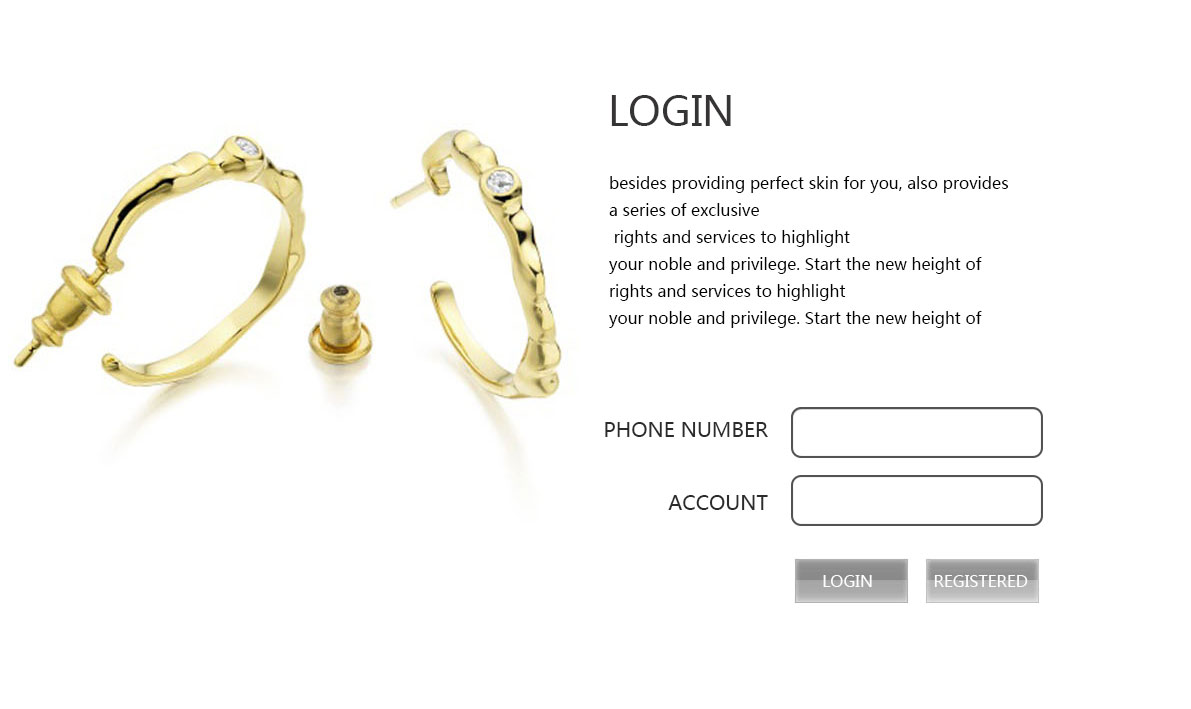 LOGIN
besides providing perfect skin for you, also provides
a series of exclusive
rights and services to highlight
your noble and privilege. Start the new height of
rights and services to highlight
your noble and privilege. Start the new height of
PHONE NUMBER
ACCOUNT
LOGIN REGISTERED